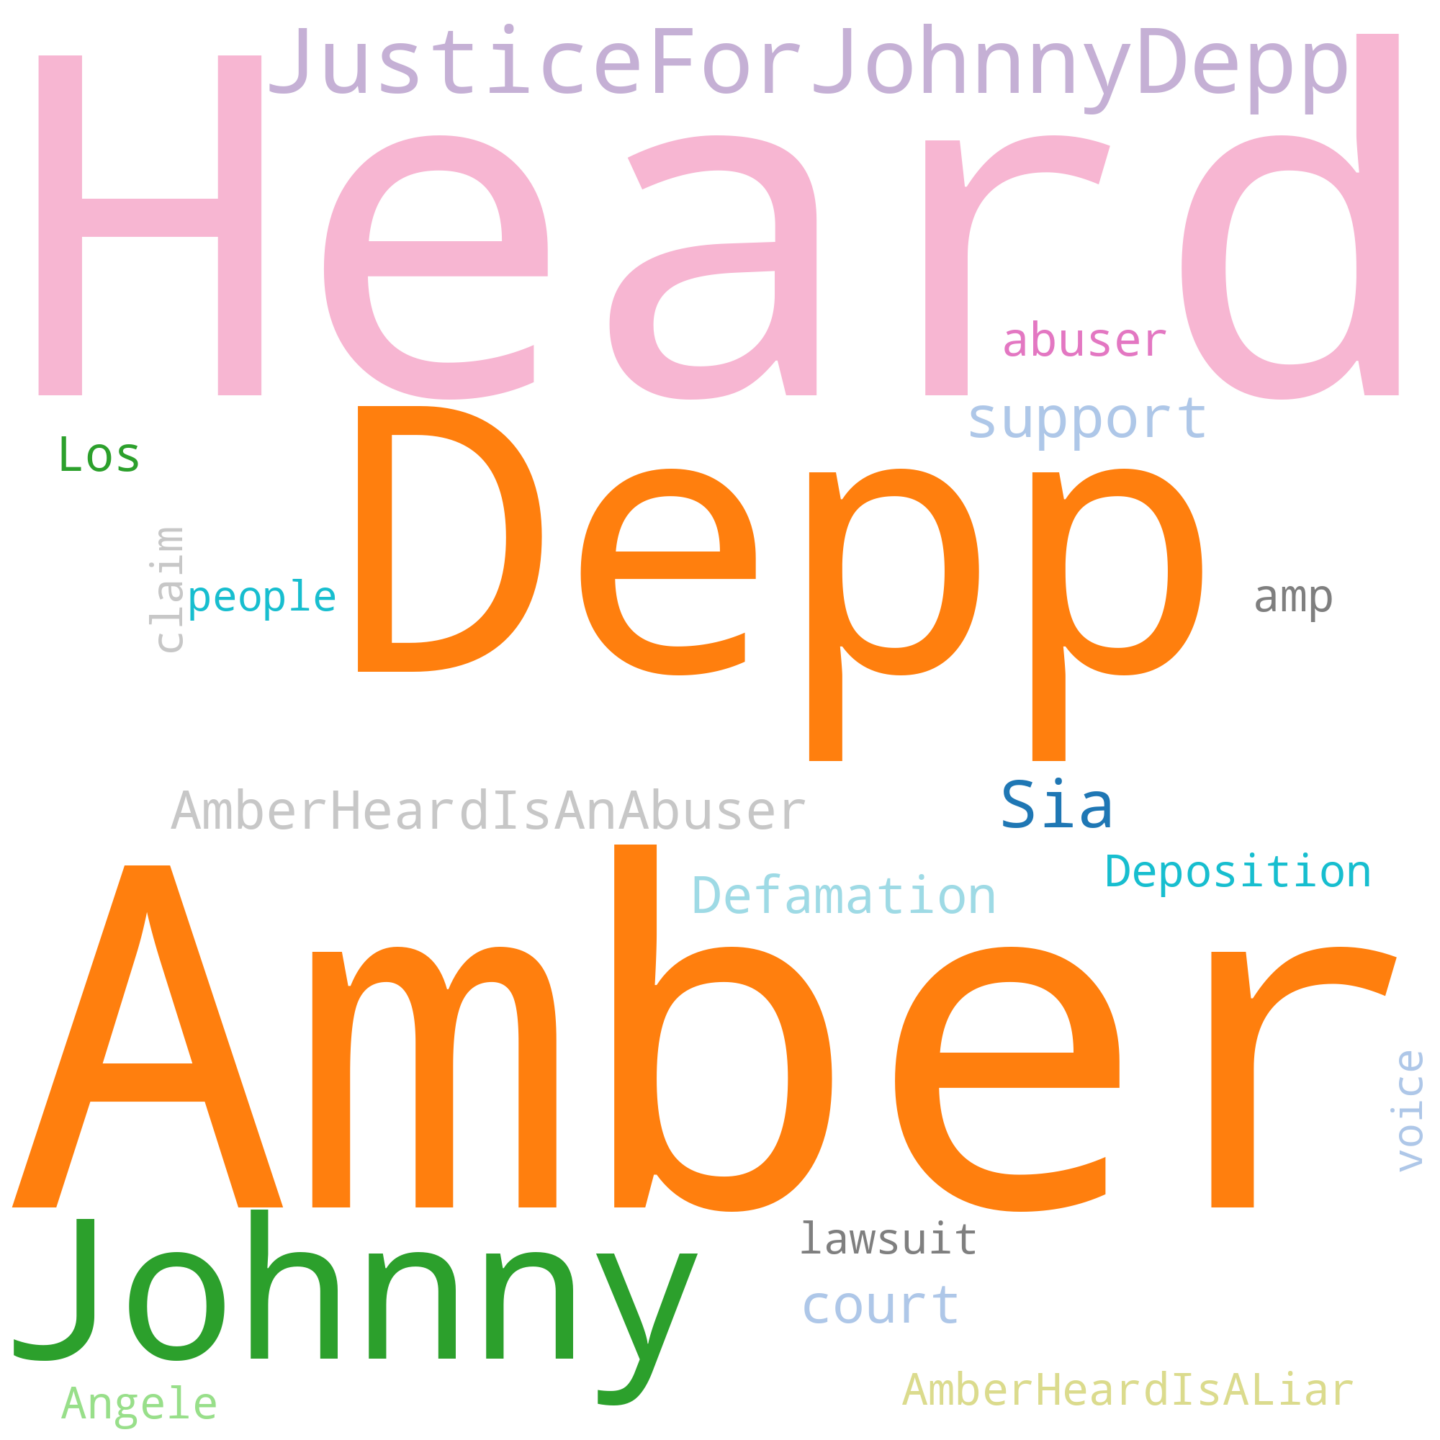 JusticeForJohnnyDepp
Heard
abuser
support
Los
Depp
claim
people
amp
Sia
AmberHeardIsAnAbuser
Deposition
Defamation
Amber
voice
Johnny
lawsuit
court
Angele
AmberHeardIsALiar